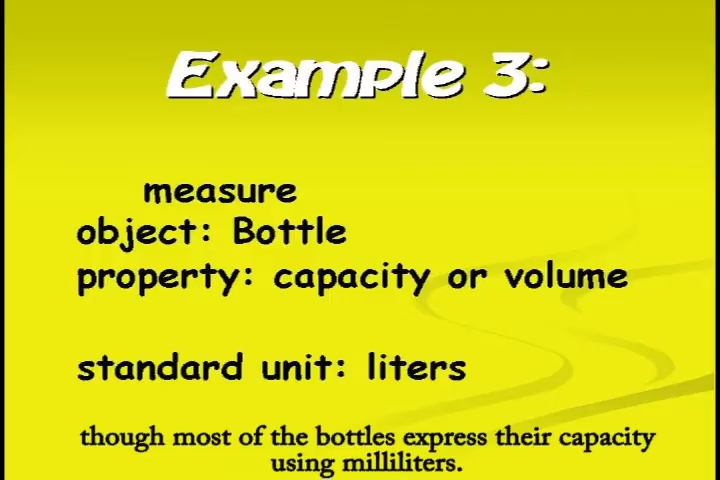 Example 3:
measure
object: Bottle
property: capacity or volume
standard unit: liters
though most of the bottles express their capacity
using milliliters.